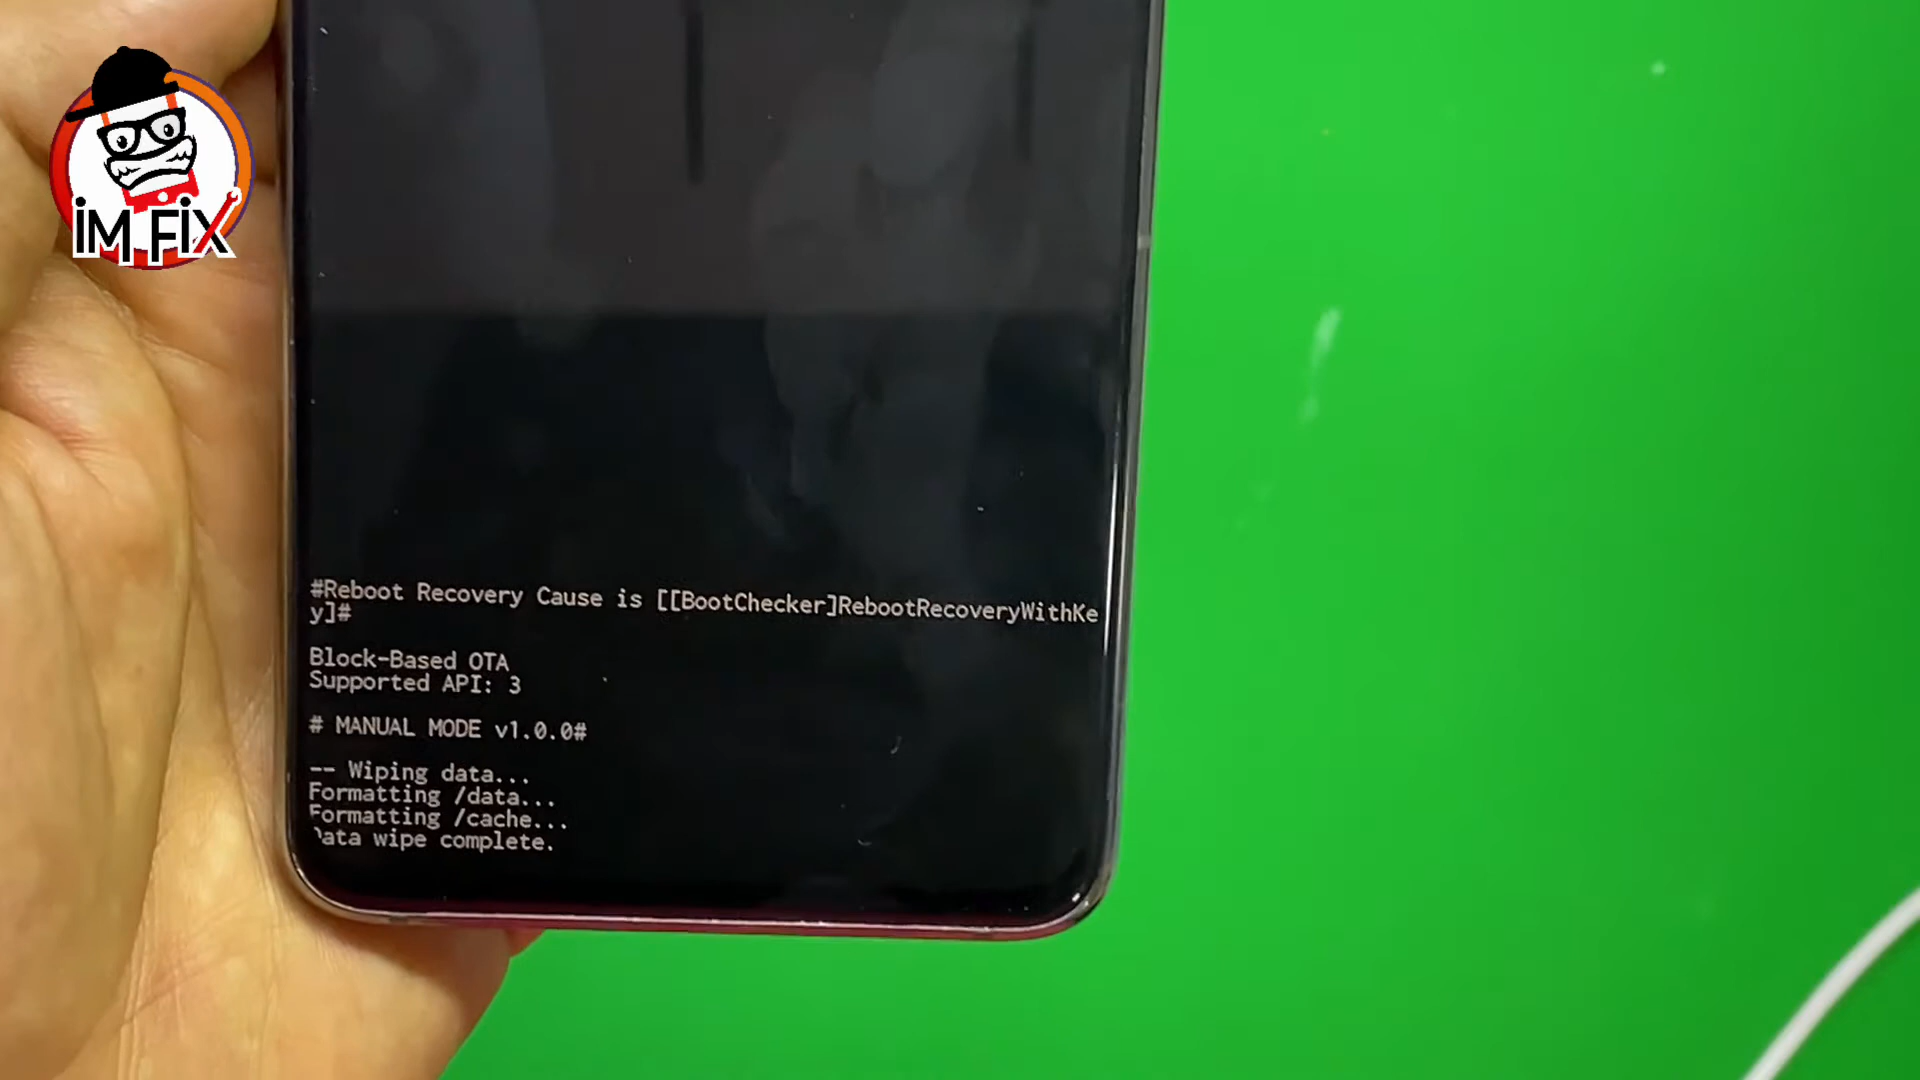 iM FiX
#Reboot Recovery Cause is [[BootChecker]RebootRecoveryWithKe
y]#
Block-Based OTA
Supported API: 3
# MANUAL MODE v1.0.0#
-- Wiping data...
Formatting /data...
Formatting /cache...
Data wipe complete.